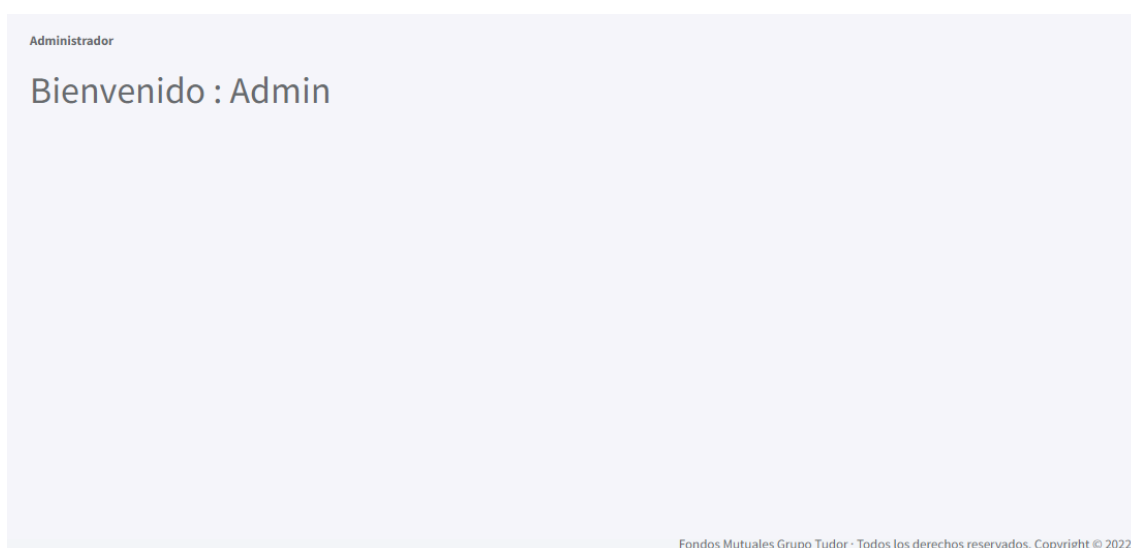 Administrador
Bienvenido : Admin
Fondos Mutuales Grupo Tudor · Todos los derechos reservados. Copyright © 2022